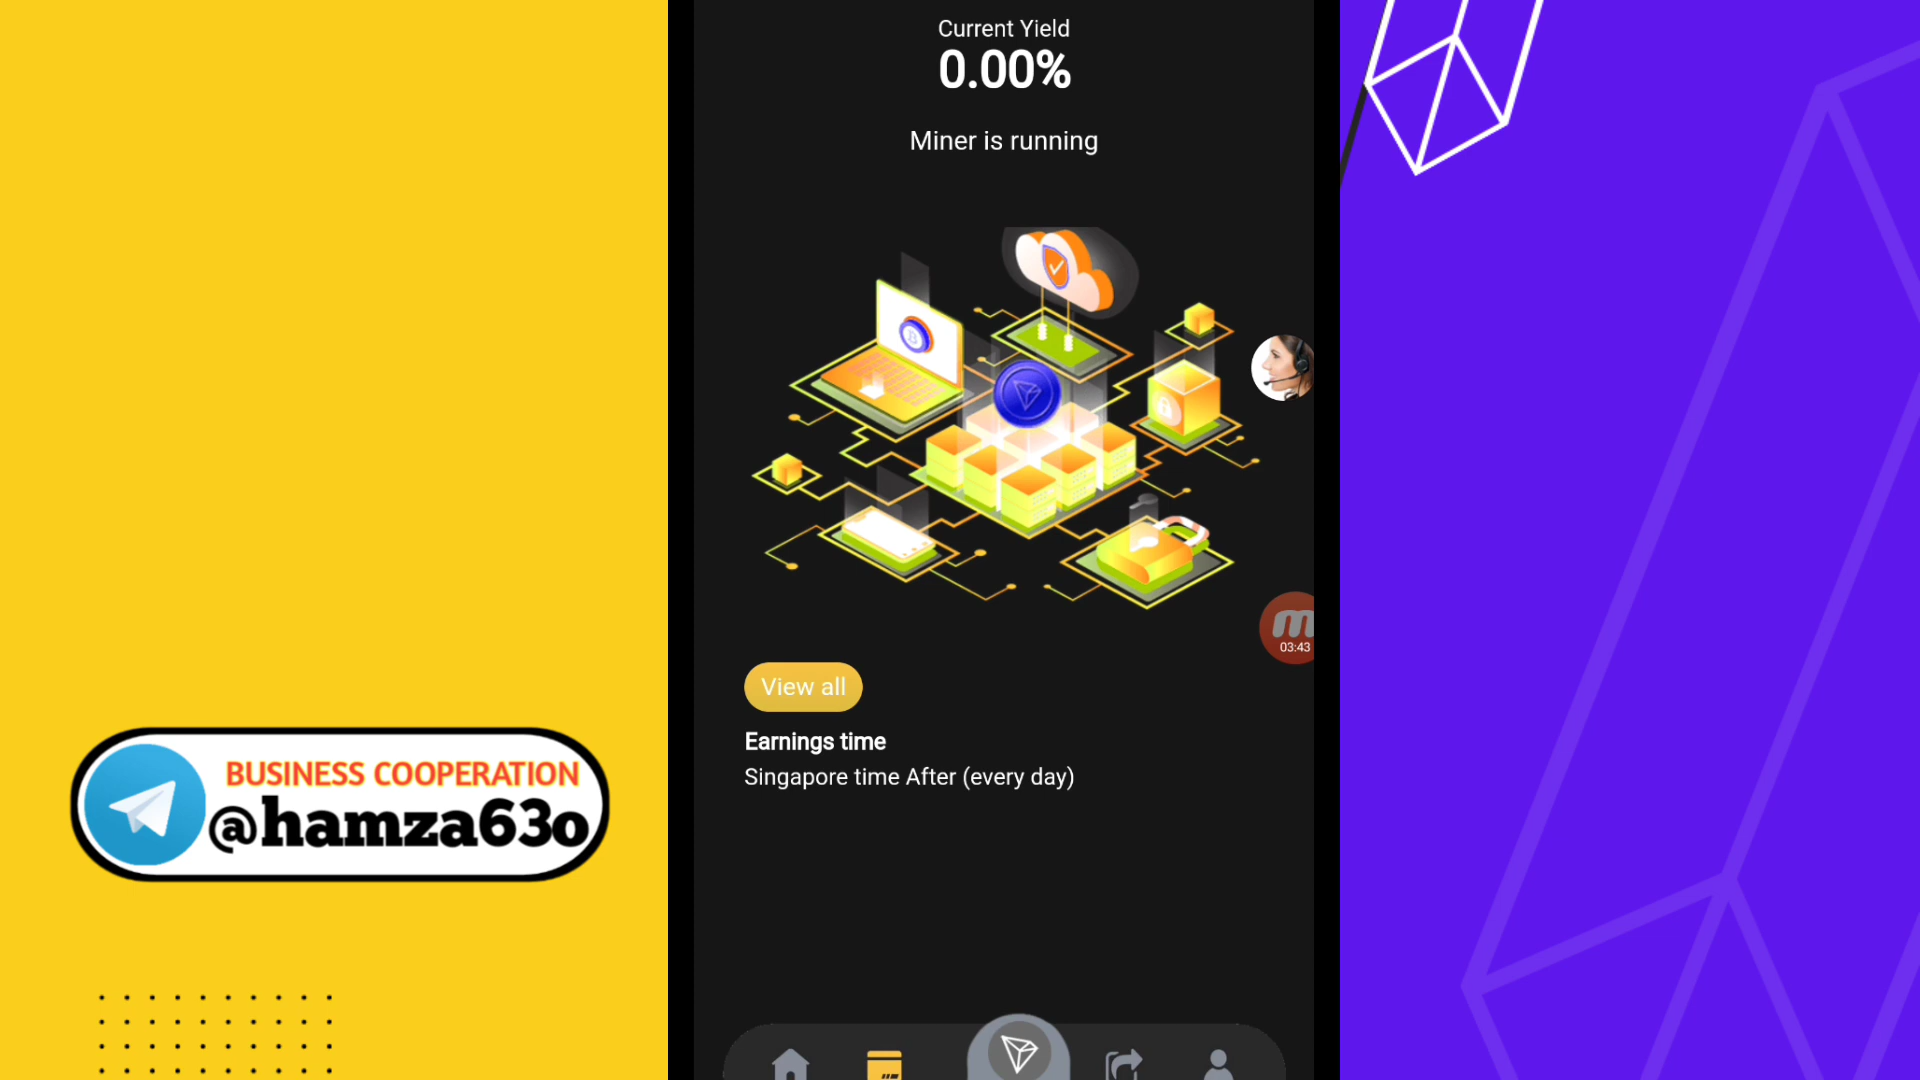 Current Yield
0.00%
Miner is running
03:43
View all
Earnings time
Singapore time After (every day)
BUSINESS COOPERATION
@hamza63o